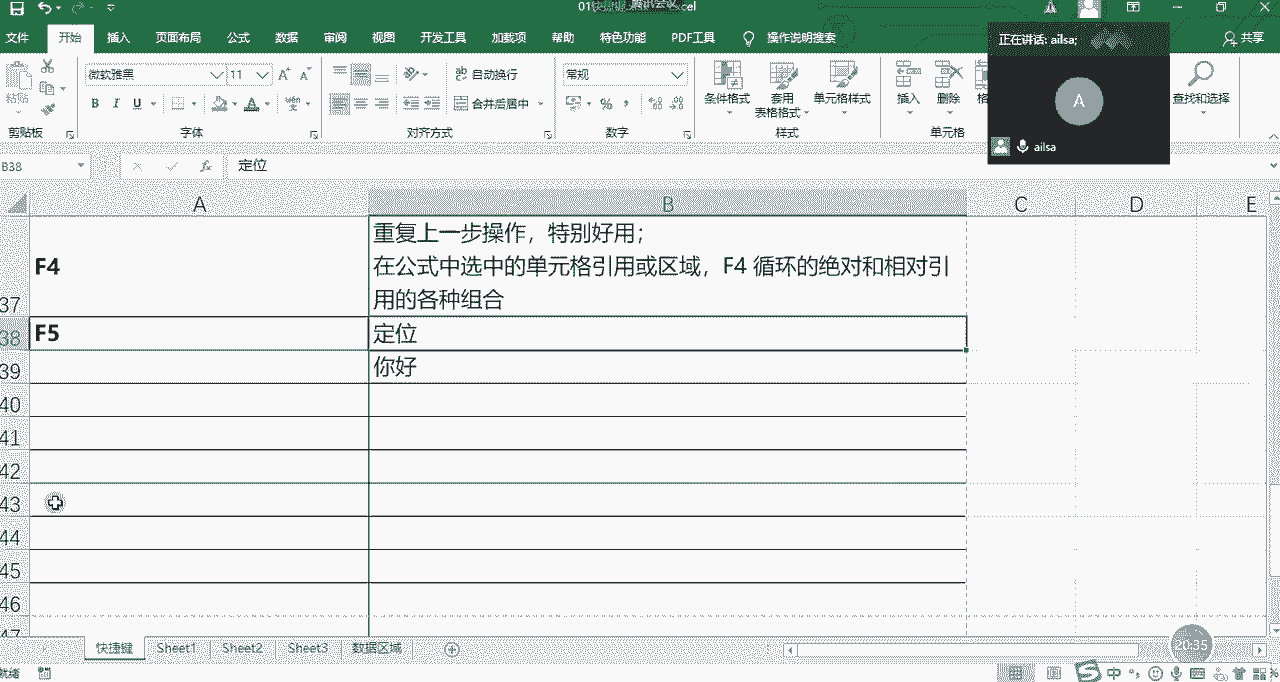 腾讯会议
正在讲话: ailsa;
文件 开始 插入 页面布局 公式 数据 审阅 视图 开发工具 加载项 帮助 特色功能 PDF工具 操作说明搜索 共享
粘贴
微软雅黑 11
自动换行
常规
B I U
合并后居中
% ,
条件格式
套用
表格格式
单元格样式
插入
删除
查找和选择
A
ailsa
剪贴板 字体 对齐方式 数字 样式 单元格
B38 fx 定位
A B C D E
37 F4
重复上一步操作，特别好用；
在公式中选中的单元格引用或区域，F4 循环的绝对和相对引
用的各种组合
38 F5 定位
39 你好
40
41
42
43
44
45
46
47
快捷键 Sheet1 Sheet2 Sheet3 数据区域
20:35
就绪
中